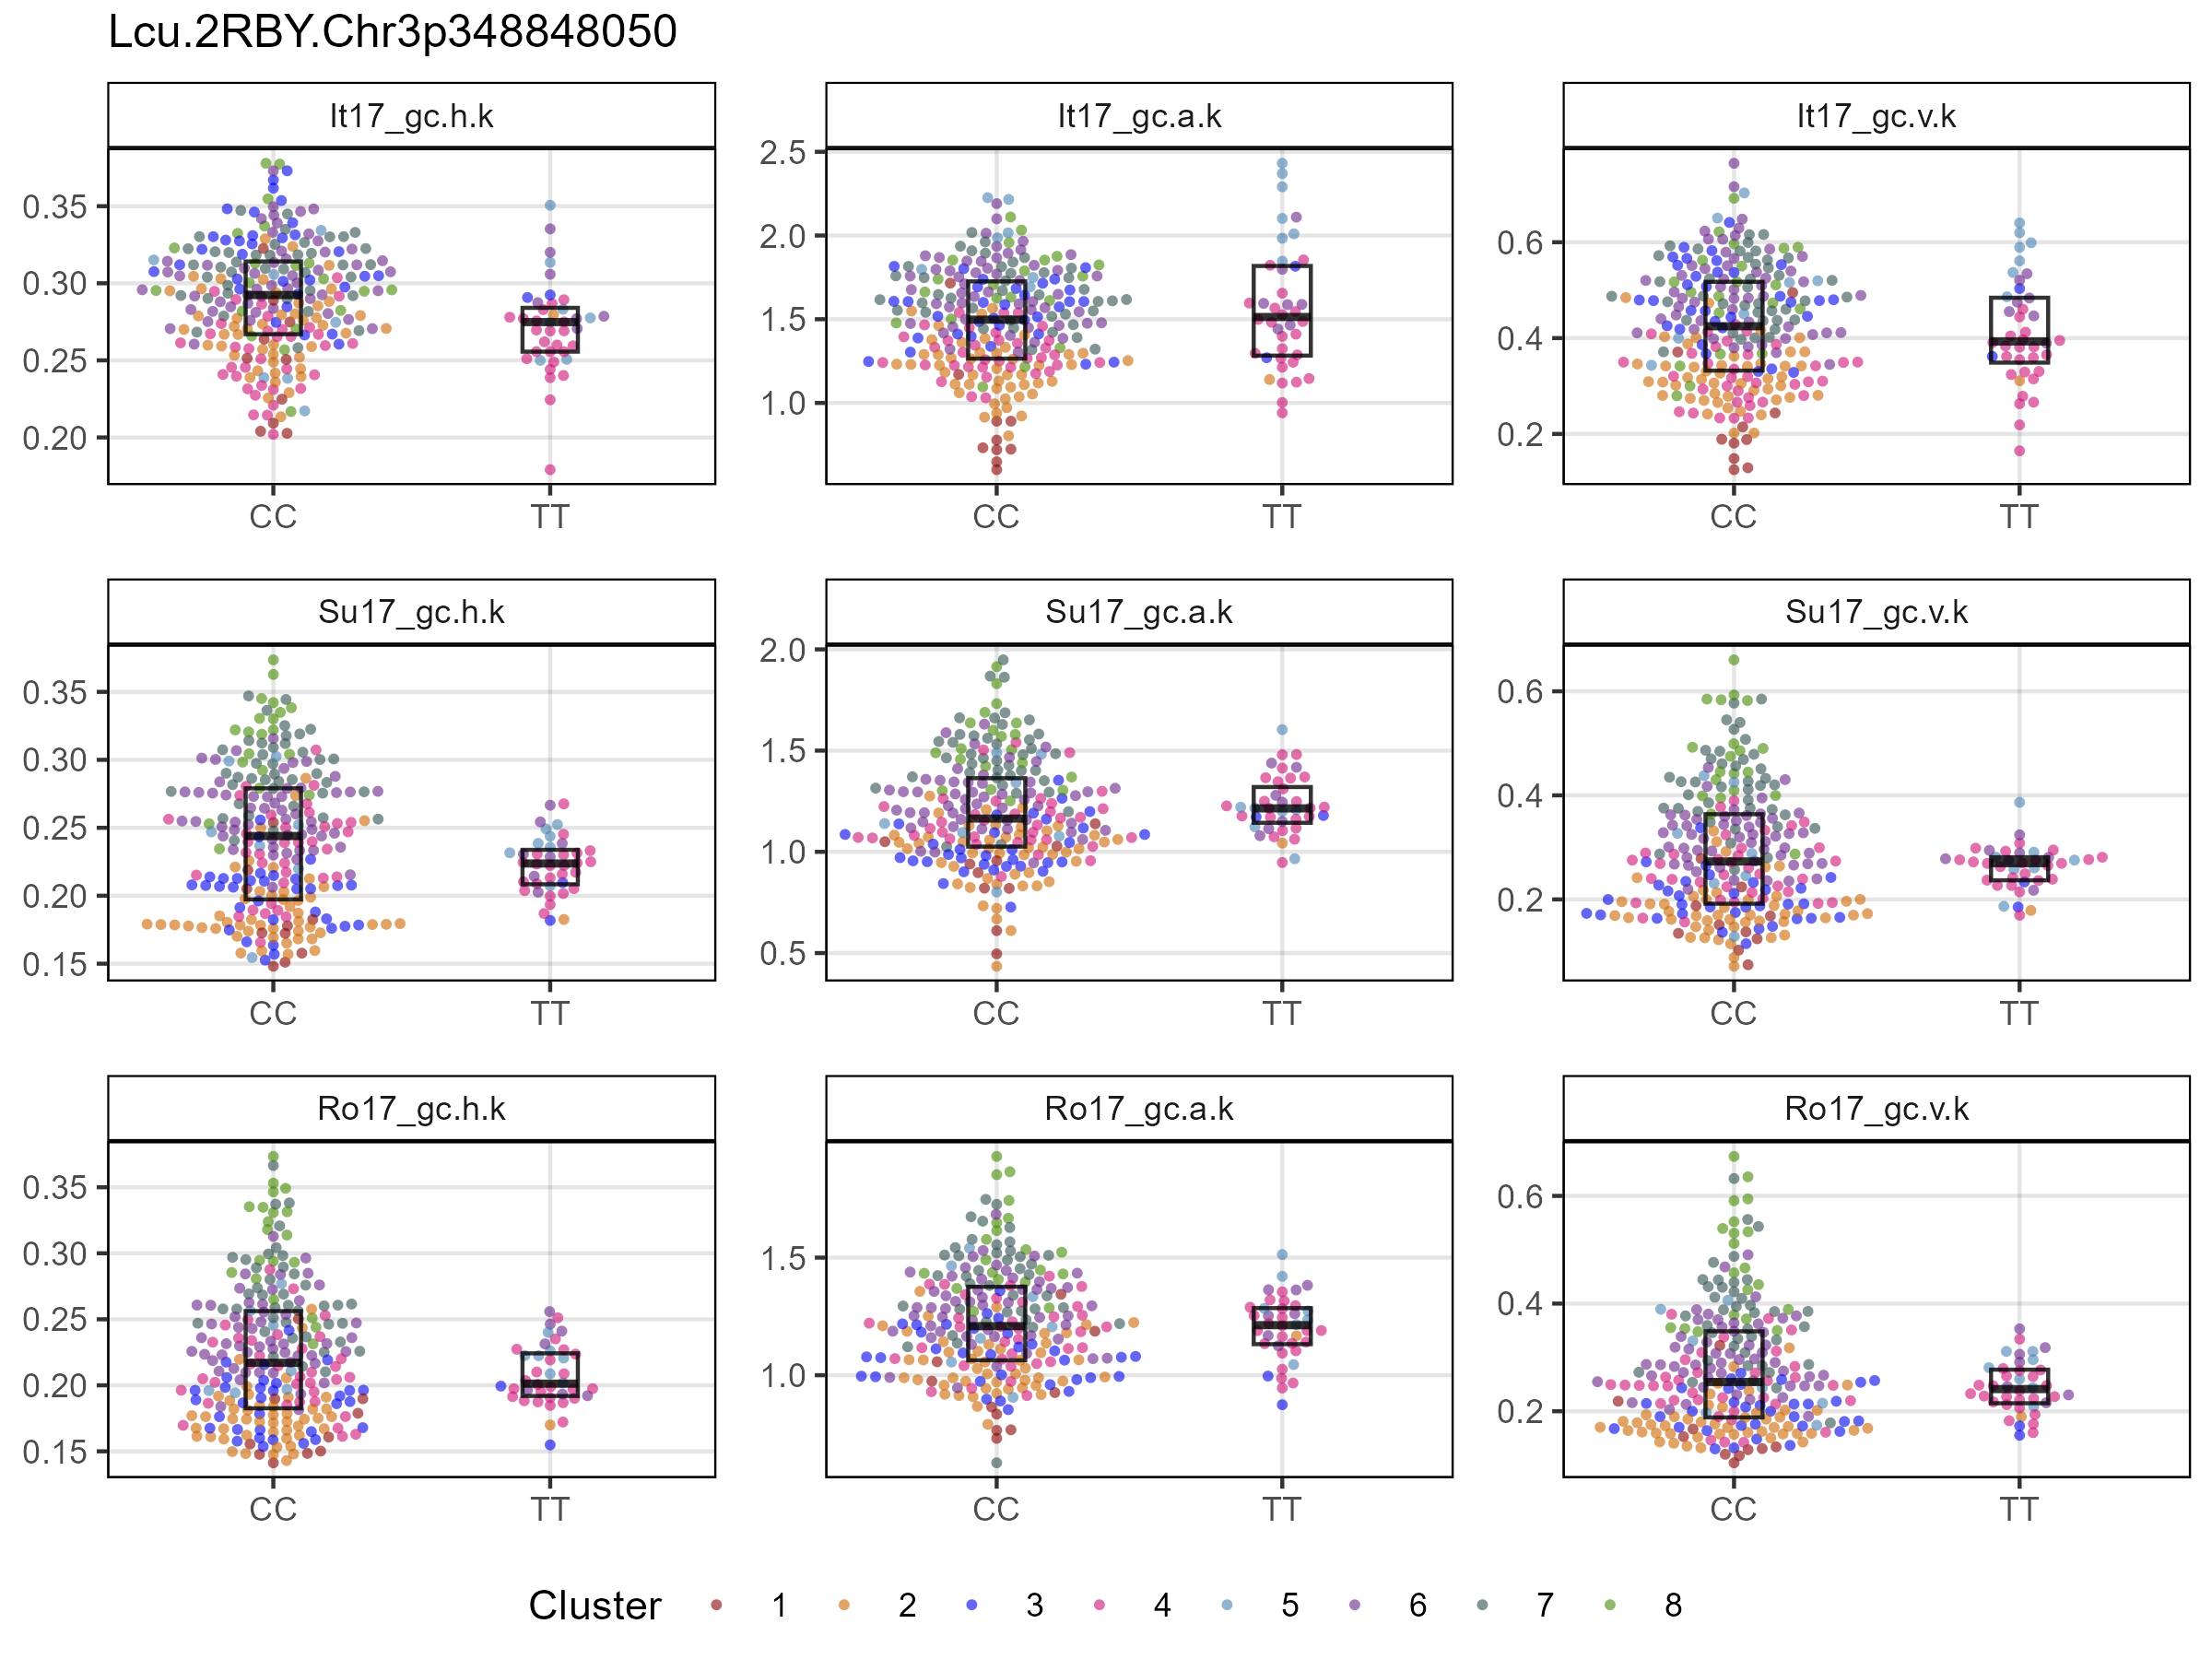 Lcu.2RBY.Chr3p348848050
It17_gc.h.k
It17_gc.a.k
It17_gc.v.k
0.35
0.30
0.25
0.20
2.5
2.0
1.5
1.0
0.6
0.4
0.2
CC
TT
CC
TT
CC
TT
Su17_gc.h.k
Su17_gc.a.k
Su17_gc.v.k
0.35
0.30
0.25
0.20
0.15
2.0
1.5
1.0
0.5
0.6
0.4
0.2
CC
TT
CC
TT
CC
TT
Ro17_gc.h.k
Ro17_gc.a.k
Ro17_gc.v.k
0.35
0.30
0.25
0.20
0.15
1.5
1.0
0.6
0.4
0.2
CC
TT
CC
TT
CC
TT
Cluster 1 2 3 4 5 6 7 8